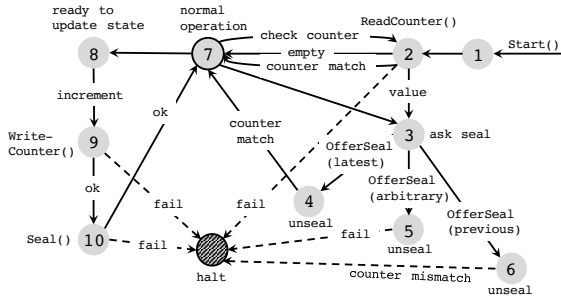 ready to
update state
normal
operation
check counter
ReadCounter()
Start()
8
7
empty
2
1
counter match
increment
value
ok
Write-
Counter()
9
counter
match
3
ask seal
OfferSeal
(latest)
ok
OfferSeal
(arbitrary)
fail
fail
4
OfferSeal
(previous)
unseal
Seal()
10
fail
fail
5
unseal
halt
counter mismatch
6
unseal